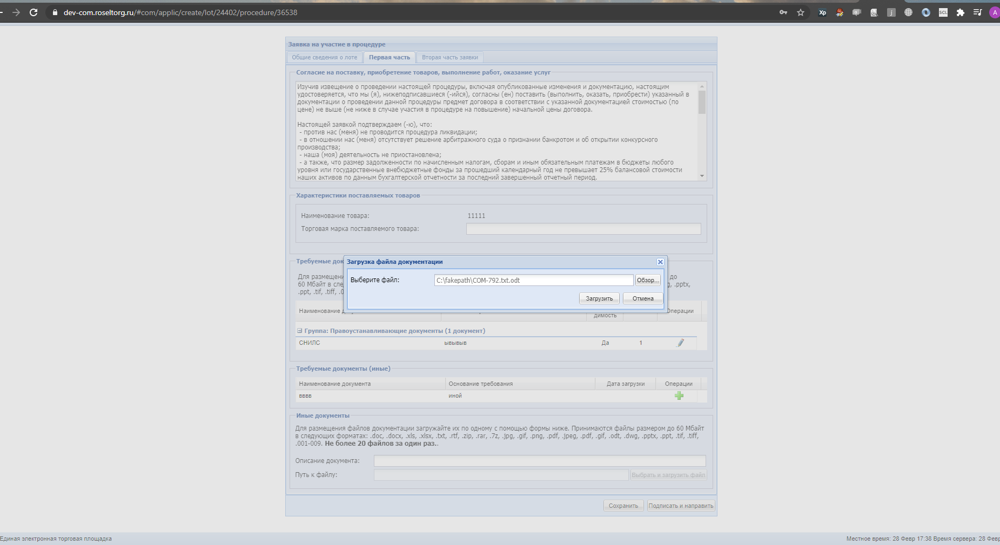 dev-com.roseltorg.ru/#com/applic/create/lot/24402/procedure/36538
Заявка на участие в процедуре
Общие сведения о лоте
Первая часть
Вторая часть заявки
Согласие на поставку, приобретение товаров, выполнение работ, оказание услуг
Изучив извещение о проведении настоящей процедуры, включая опубликованные изменения и документацию, настоящим
удостоверяется, что мы (я), нижеподписавшиеся (-ийся), согласны (ен) поставить (выполнить, оказать, приобрести) указанный в
документации о проведении данной процедуры предмет договора в соответствии с указанной документацией стоимостью (по
цене) не выше (не ниже в случае участия в процедуре на повышение) начальной цены договора.
Настоящей заявкой подтверждаем (-ю), что:
- против нас (меня) не проводится процедура ликвидации;
- в отношении нас (меня) отсутствует решение арбитражного суда о признании банкротом и об открытии конкурсного
производства;
- наша (моя) деятельность не приостановлена;
- а также, что размер задолженности по начисленным налогам, сборам и иным обязательным платежам в бюджеты любого
уровня или государственные внебюджетные фонды за прошедший календарный год не превышает 25% балансовой стоимости
наших активов по данным бухгалтерской отчетности за последний завершенный отчетный период.
Характеристики поставляемых товаров
Наименование товара: 11111
Торговая марка поставляемого товара:
Требуемые док
Для размещени до
60 Мбайт в сле g, .pptx,
.ppt, .tif, .tiff, .0
Загрузка файла документации
Выберите файл: C:\fakepath\COM-792.txt.odt Обзор...
Загрузить Отмена
Наименование д Операции
димость
Группа: Правоустанавливающие документы (1 документ)
СНИЛС ывывыв Да 1
Требуемые документы (иные)
Наименование документа Основание требования Дата загрузки Операции
вввв иной
Иные документы
Для размещения файлов документации загружайте их по одному с помощью формы ниже. Принимаются файлы размером до 60 Мбайт
в следующих форматах: .doc, .docx, .xls, .xlsx, .txt, .rtf, .zip, .rar, .7z, .jpg, .gif, .png, .pdf, .jpeg, .pdf, .gif, .odt, .dwg, .pptx, .ppt, .tif, .tiff,
.001-009. Не более 20 файлов за один раз..
Описание документа:
Путь к файлу: Выбрать и загрузить файл
Сохранить Подписать и направить
Единая электронная торговая площадка
Местное время: 28 Февр 17:38 Время сервера: 28 Февр